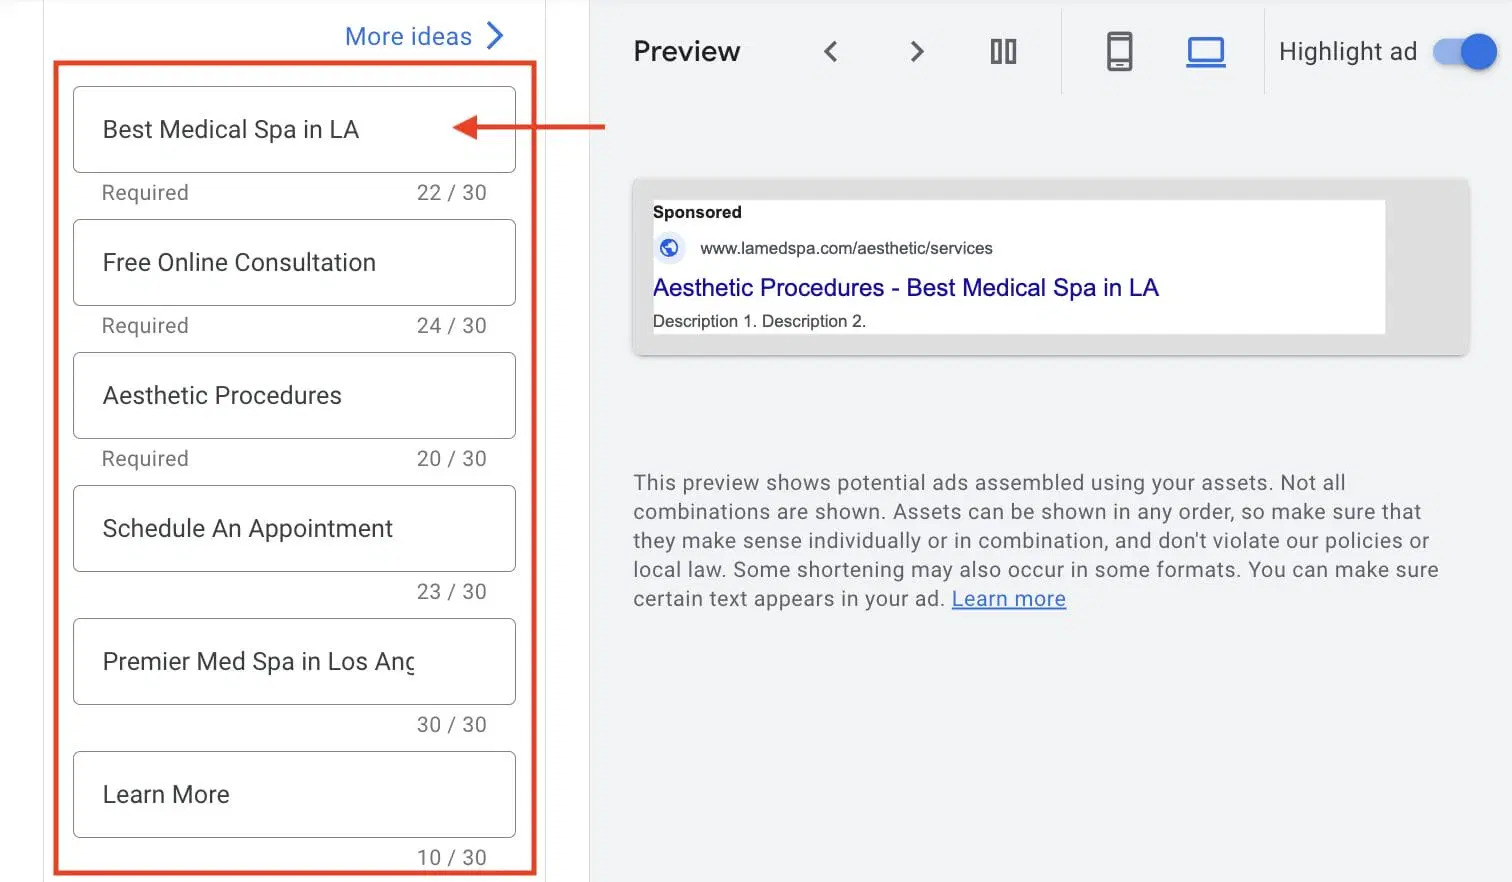 More ideas
Best Medical Spa in LA
Required 22 / 30
Free Online Consultation
Required 24 / 30
Aesthetic Procedures
Required 20 / 30
Schedule An Appointment
23 / 30
Premier Med Spa in Los Ang
30 / 30
Learn More
10 / 30
Preview
Highlight ad
Sponsored
www.lamedspa.com/aesthetic/services
Aesthetic Procedures - Best Medical Spa in LA
Description 1. Description 2.
This preview shows potential ads assembled using your assets. Not all
combinations are shown. Assets can be shown in any order, so make sure that
they make sense individually or in combination, and don't violate our policies or
local law. Some shortening may also occur in some formats. You can make sure
certain text appears in your ad. Learn more